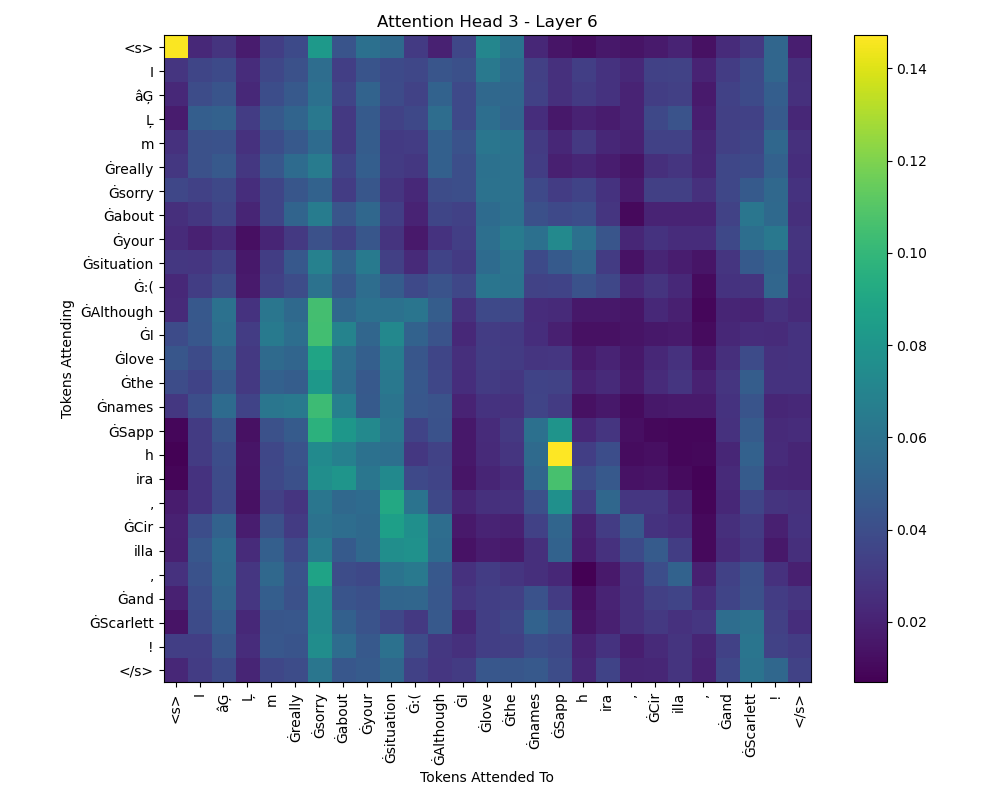 Attention Head 3 - Layer 6
<s>
I
âĢ
Ļ
m
Ġreally
Ġsorry
Ġabout
Ġyour
Ġsituation
Ġ:(
ĠAlthough
ĠI
Ġlove
Ġthe
Ġnames
ĠSapp
h
ira
,
ĠCir
illa
,
Ġand
ĠScarlett
!
</s>
Tokens Attending
<s>
I
âĢ
Ļ
m
Ġreally
Ġsorry
Ġabout
Ġyour
Ġsituation
Ġ:(
ĠAlthough
ĠI
Ġlove
Ġthe
Ġnames
ĠSapp
h
ira
,
ĠCir
illa
,
Ġand
ĠScarlett
!
</s>
Tokens Attended To
0.14
0.12
0.10
0.08
0.06
0.04
0.02